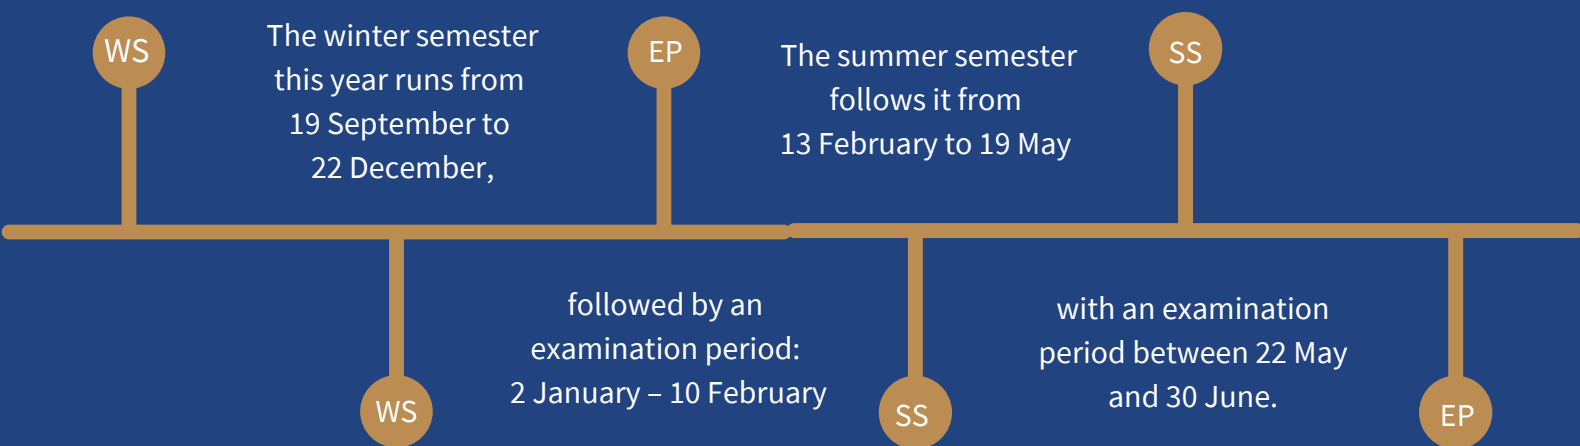 WS
The winter semester
this year runs from
19 September to
22 December,
EP
The summer semester
follows it from
13 February to 19 May
SS
WS
followed by an
examination period:
2 January – 10 February
SS
with an examination
period between 22 May
and 30 June.
EP